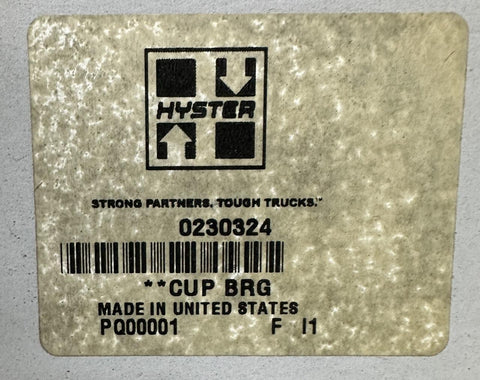 HYSTER
STRONG PARTNERS, TOUGH TRUCKS.™
0230324
**CUP BRG
MADE IN UNITED STATES
PQ00001 F I1